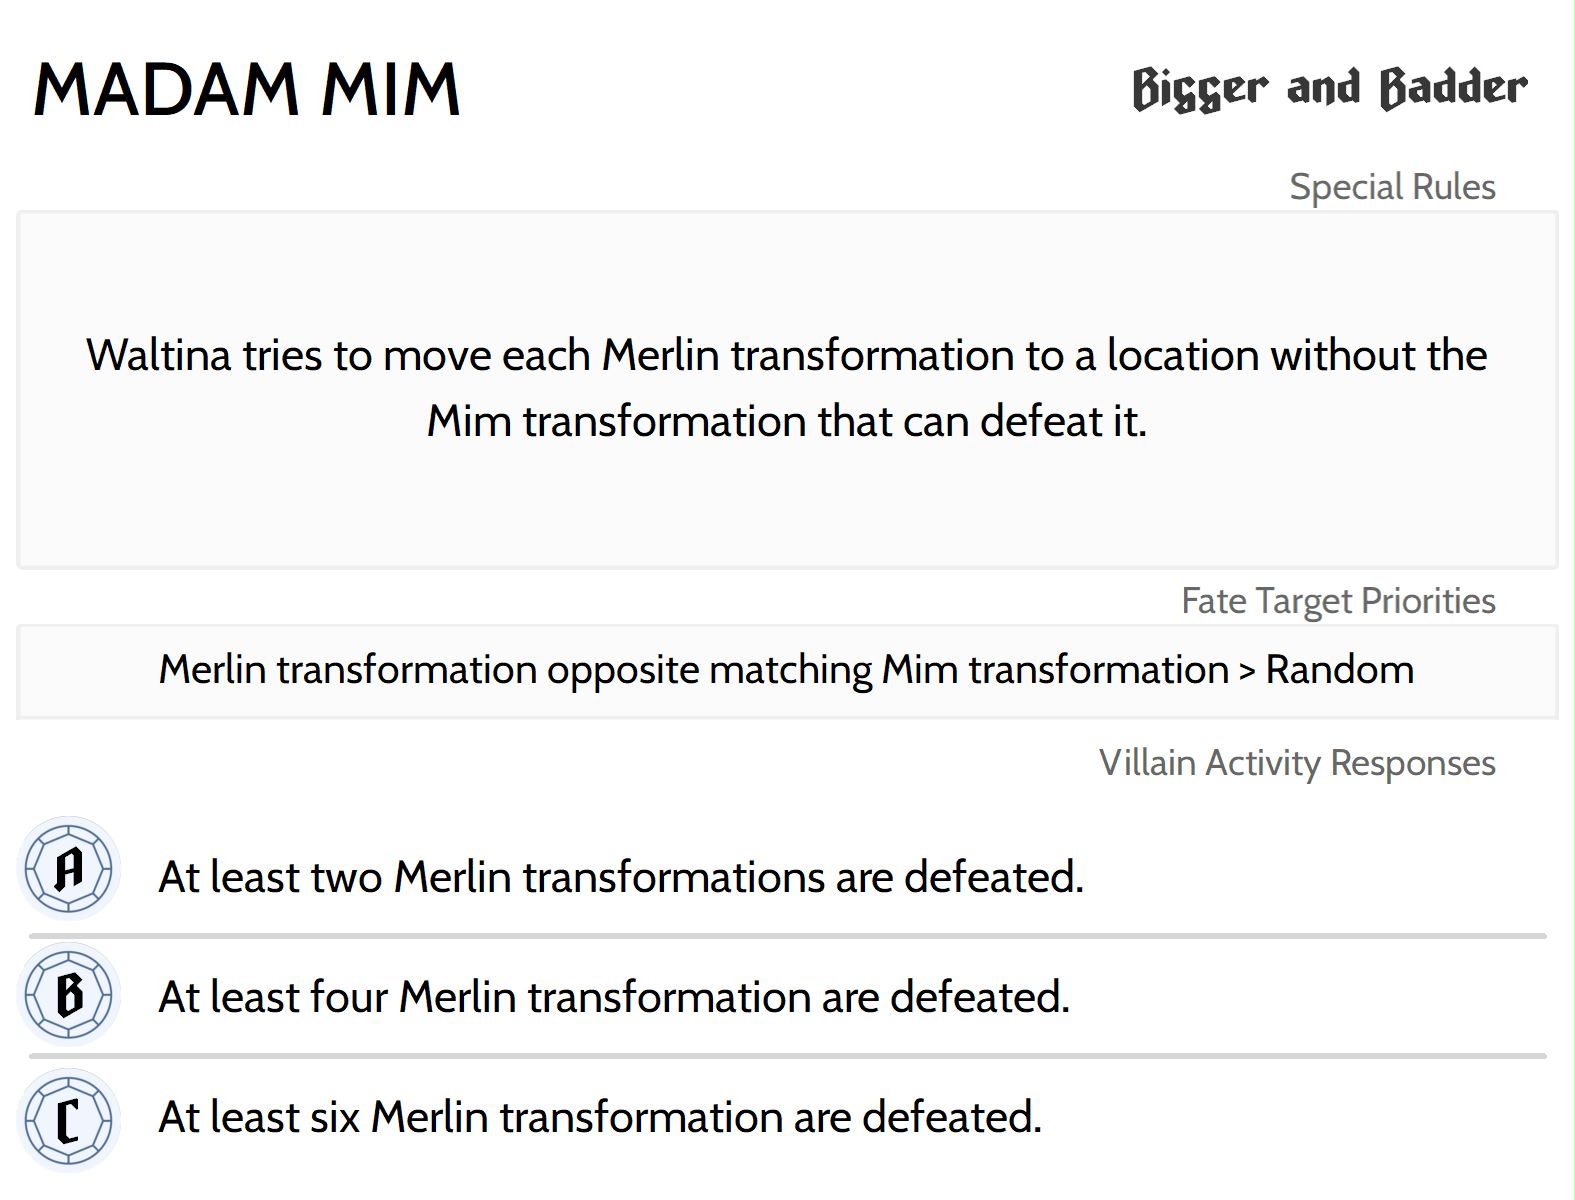 MADAM MIM
Bigger and Badder
Special Rules
Waltina tries to move each Merlin transformation to a location without the
Mim transformation that can defeat it.
Fate Target Priorities
Merlin transformation opposite matching Mim transformation > Random
Villain Activity Responses
A At least two Merlin transformations are defeated.
B At least four Merlin transformation are defeated.
C At least six Merlin transformation are defeated.